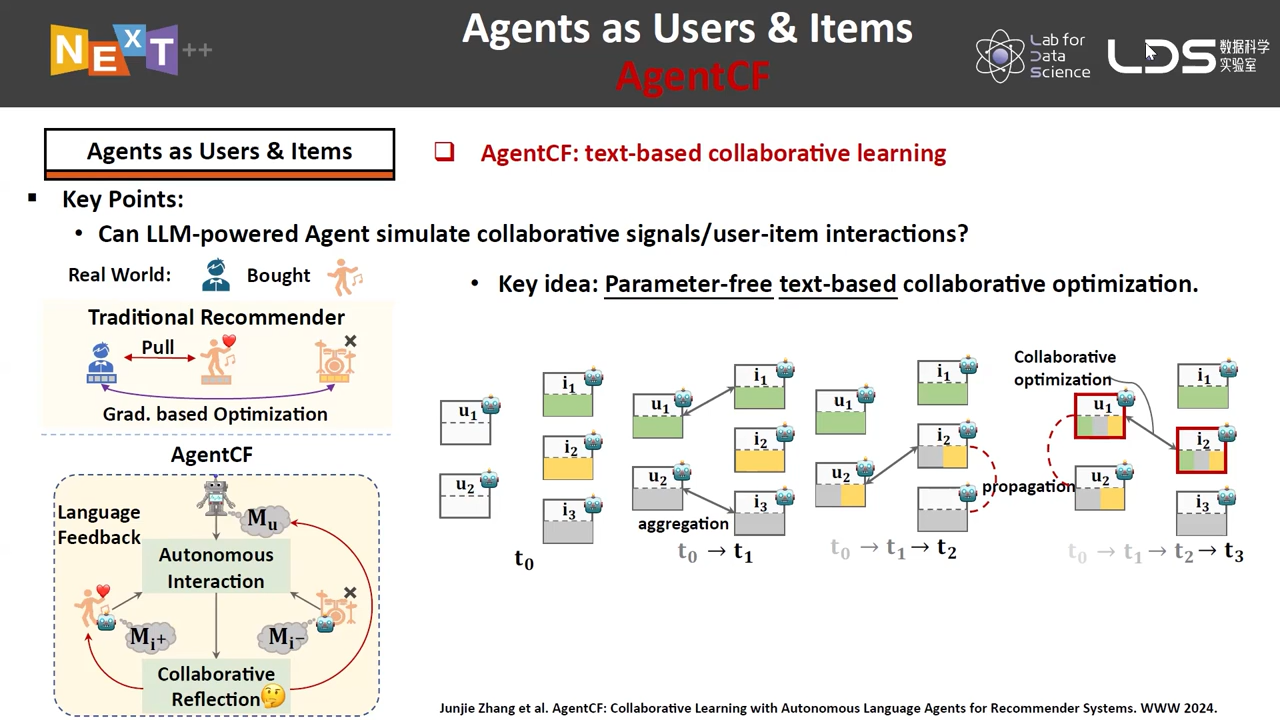 NEXT++
Agents as Users & Items
AgentCF
Lab for
Data
Science
LDS
数据科学
实验室
Agents as Users & Items
❑ AgentCF: text-based collaborative learning
▪ Key Points:
• Can LLM-powered Agent simulate collaborative signals/user-item interactions?
Real World: Bought
• Key idea: Parameter-free text-based collaborative optimization.
Traditional Recommender
Pull
Grad. based Optimization
AgentCF
Language
Feedback
Mu
Autonomous
Interaction
Mi+
Mi−
Collaborative
Reflection
u1
u2
i1
i2
i3
t0
u1
u2
i1
i2
i3
aggregation
t0 → t1
u1
u2
i1
i2
propagation
t0 → t1 → t2
Collaborative
optimization
u1
u2
i1
i2
i3
t0 → t1 → t2 → t3
Junjie Zhang et al. AgentCF: Collaborative Learning with Autonomous Language Agents for Recommender Systems. WWW 2024.